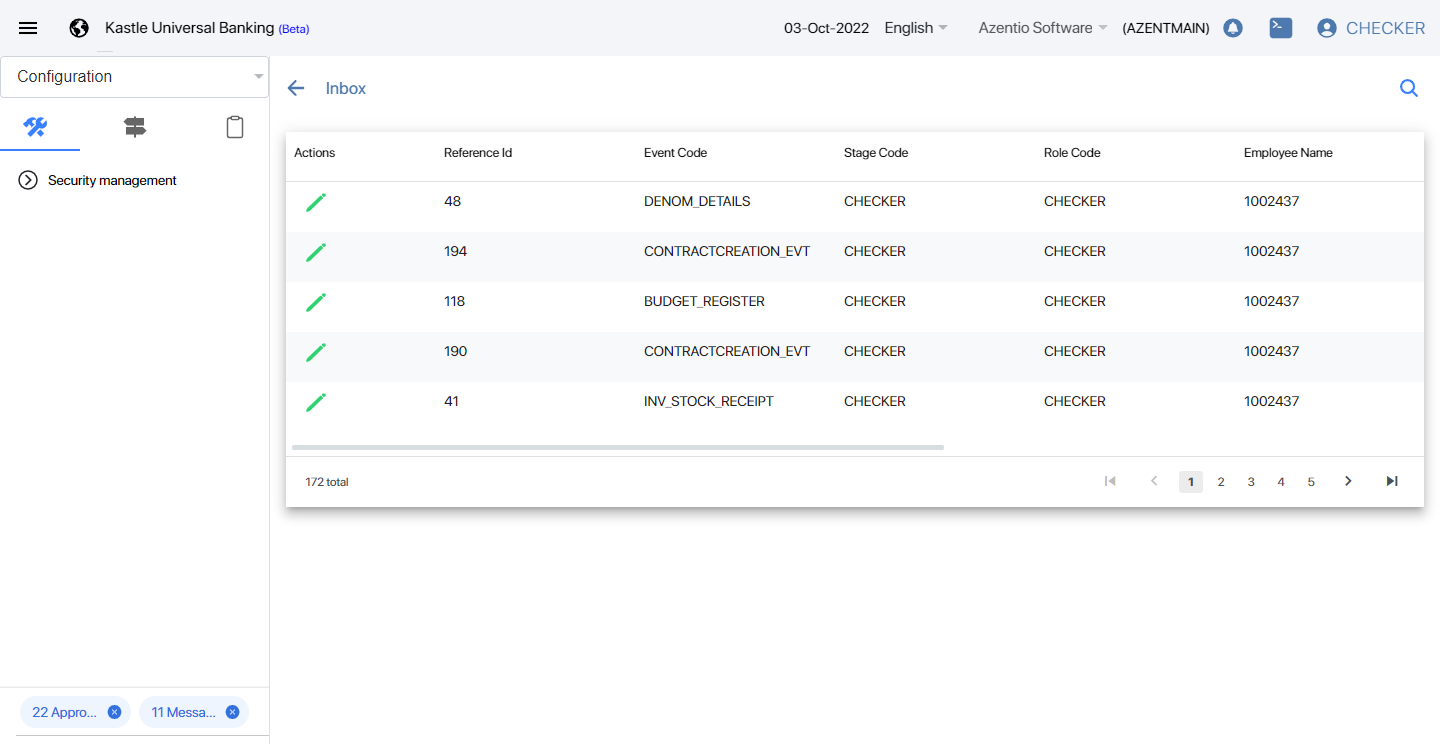 Kastle Universal Banking (Beta) 03-Oct-2022 English Azentio Software (AZENTMAIN) CHECKER
Configuration
Inbox
Security management
Actions Reference Id Event Code Stage Code Role Code Employee Name
48 DENOM_DETAILS CHECKER CHECKER 1002437
194 CONTRACTCREATION_EVT CHECKER CHECKER 1002437
118 BUDGET_REGISTER CHECKER CHECKER 1002437
190 CONTRACTCREATION_EVT CHECKER CHECKER 1002437
41 INV_STOCK_RECEIPT CHECKER CHECKER 1002437
172 total 1 2 3 4 5
22 Appro... 11 Messa...